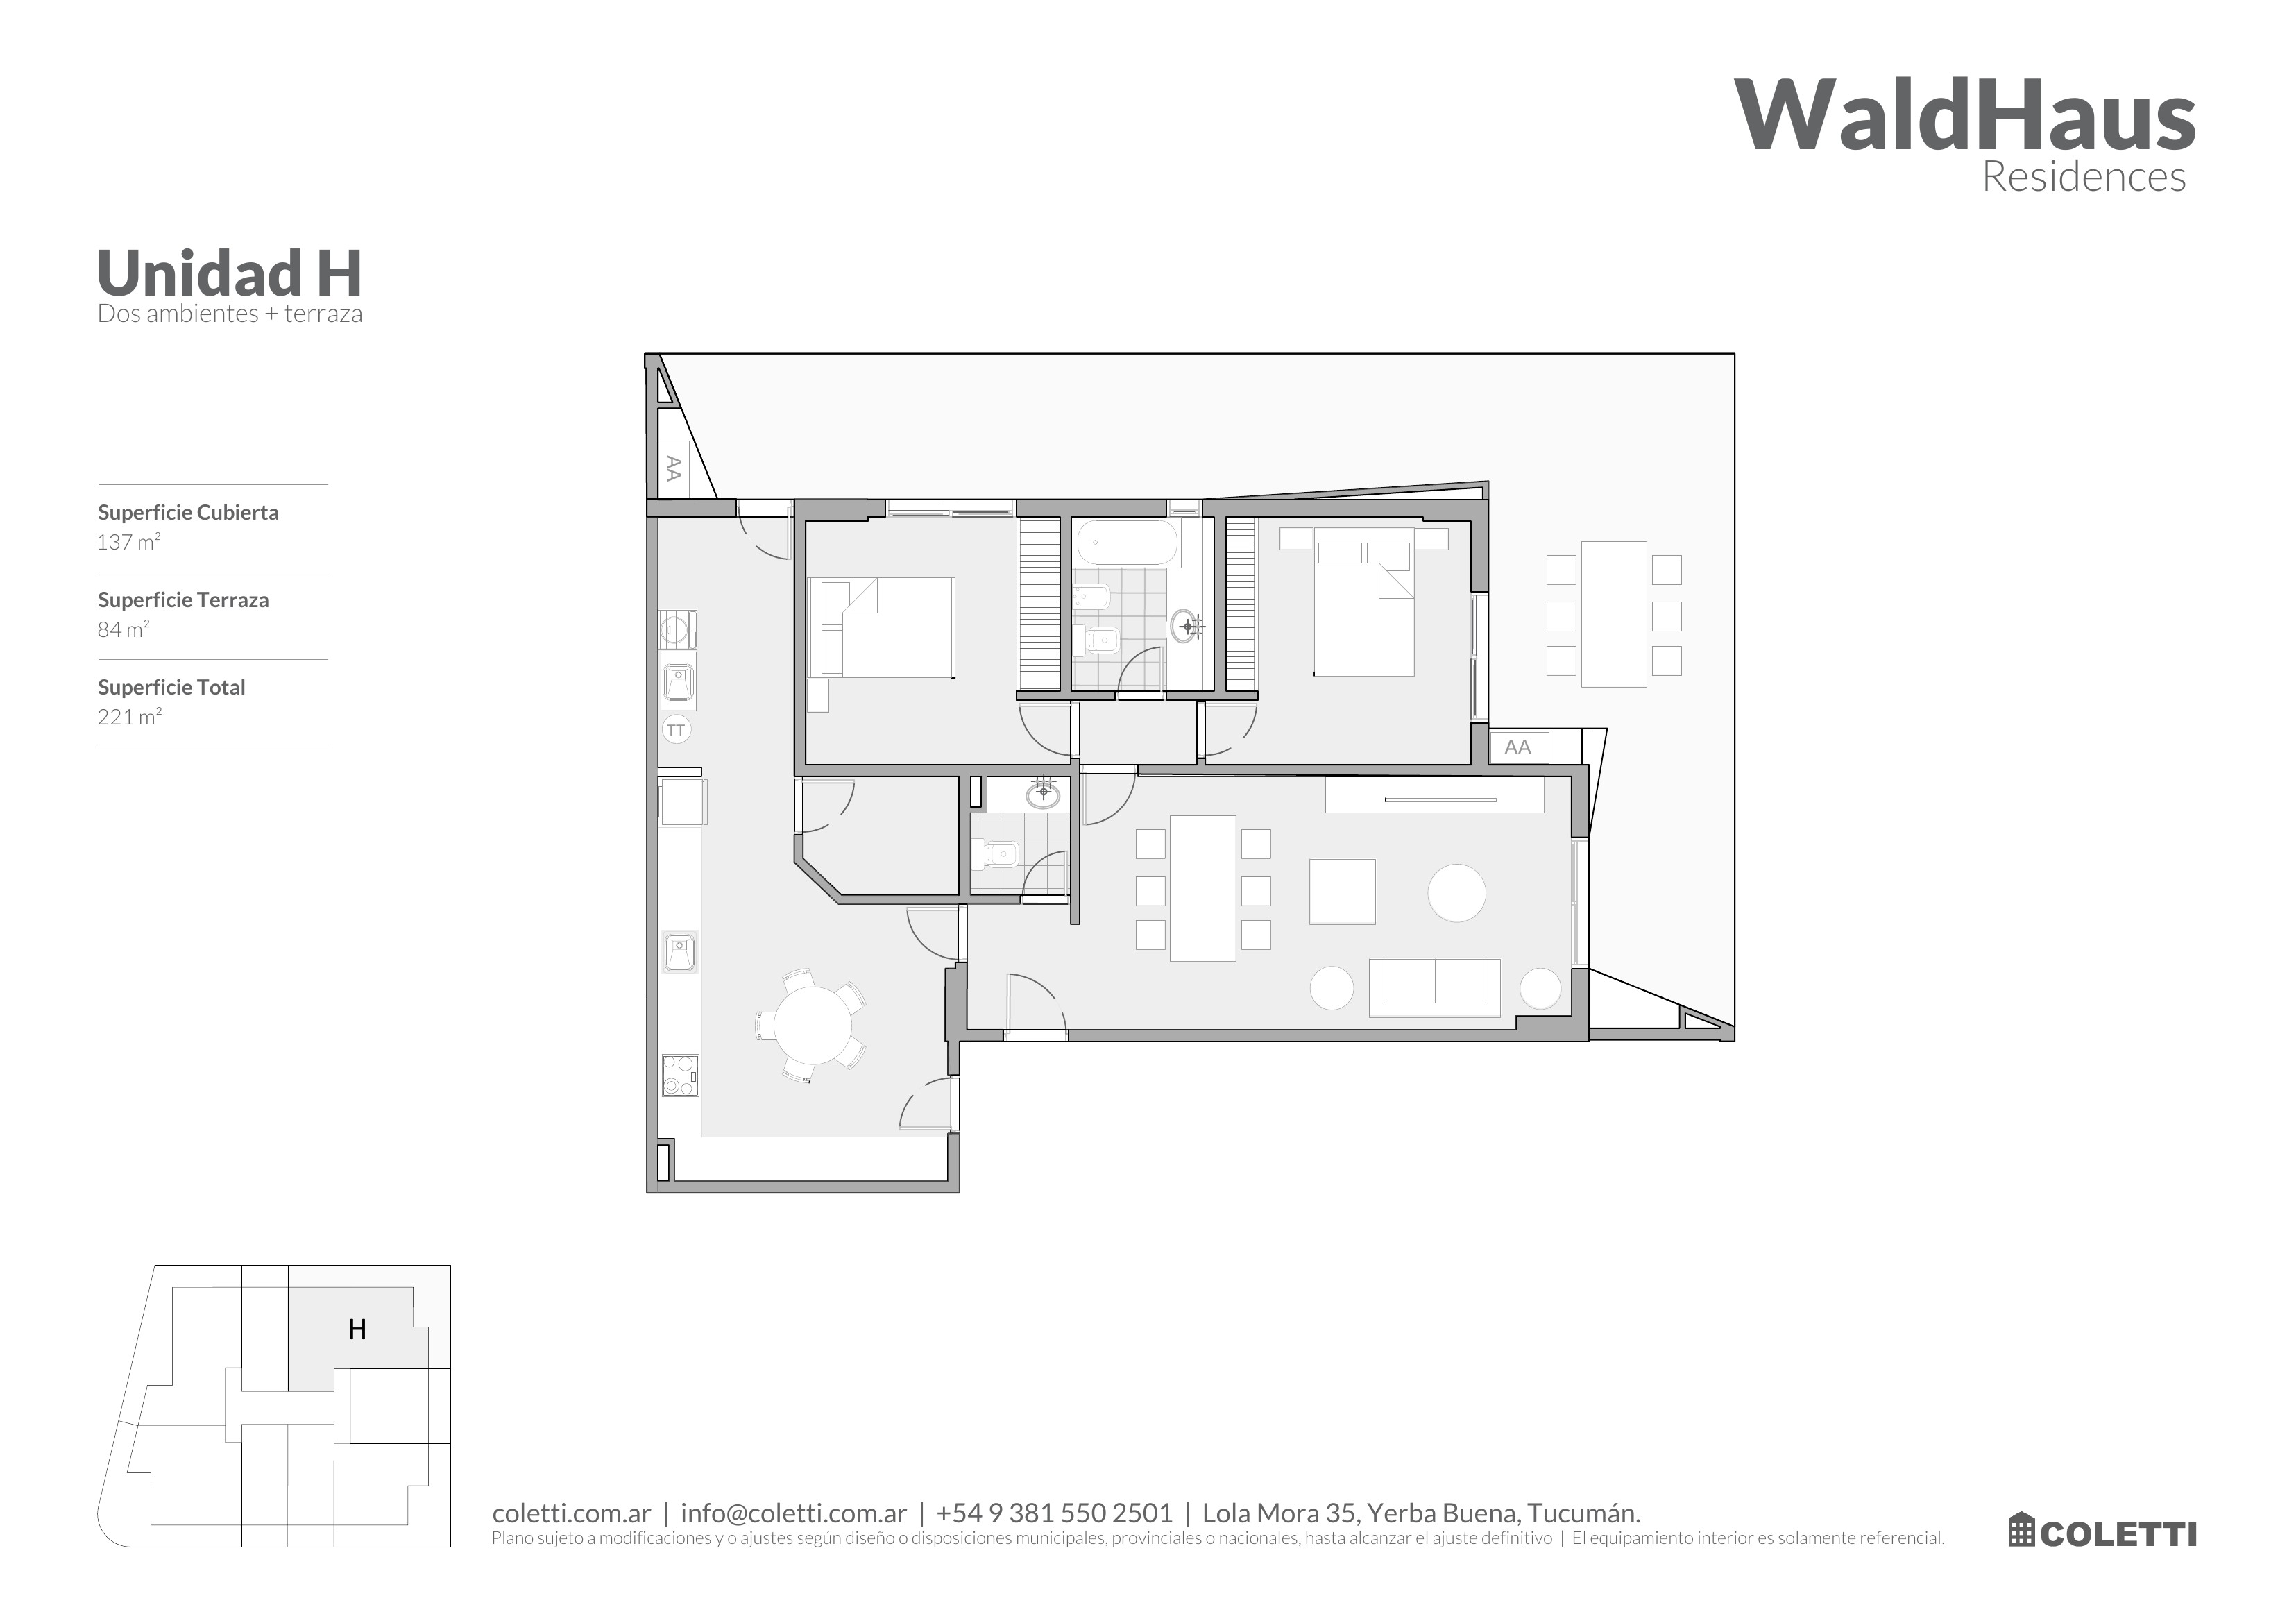 WaldHaus
Residences
Unidad H
Dos ambientes + terraza
Superficie Cubierta
137 m²
Superficie Terraza
84 m²
Superficie Total
221 m²
AA
TT
AA
H
coletti.com.ar | info@coletti.com.ar | +54 9 381 550 2501 | Lola Mora 35, Yerba Buena, Tucumán.
Plano sujeto a modificaciones y o ajustes según diseño o disposiciones municipales, provinciales o nacionales, hasta alcanzar el ajuste definitivo | El equipamiento interior es solamente referencial.
COLETTI